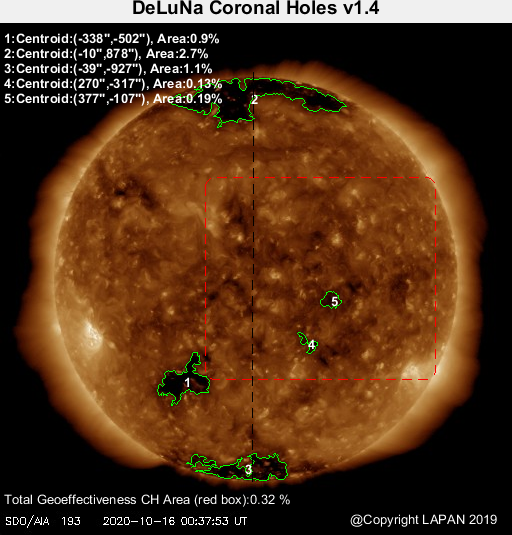 DeLuNa Coronal Holes v1.4
1:Centroid:(-338",-502"), Area:0.9%
2:Centroid:(-10",878"), Area:2.7%
3:Centroid:(-39",-927"), Area:1.1%
4:Centroid:(270",-317"), Area:0.13%
5:Centroid:(377",-107"), Area:0.19%
2
5
4
1
3
Total Geoeffectiveness CH Area (red box):0.32 %
SDO/AIA 193 2020-10-16 00:37:53 UT
@Copyright LAPAN 2019